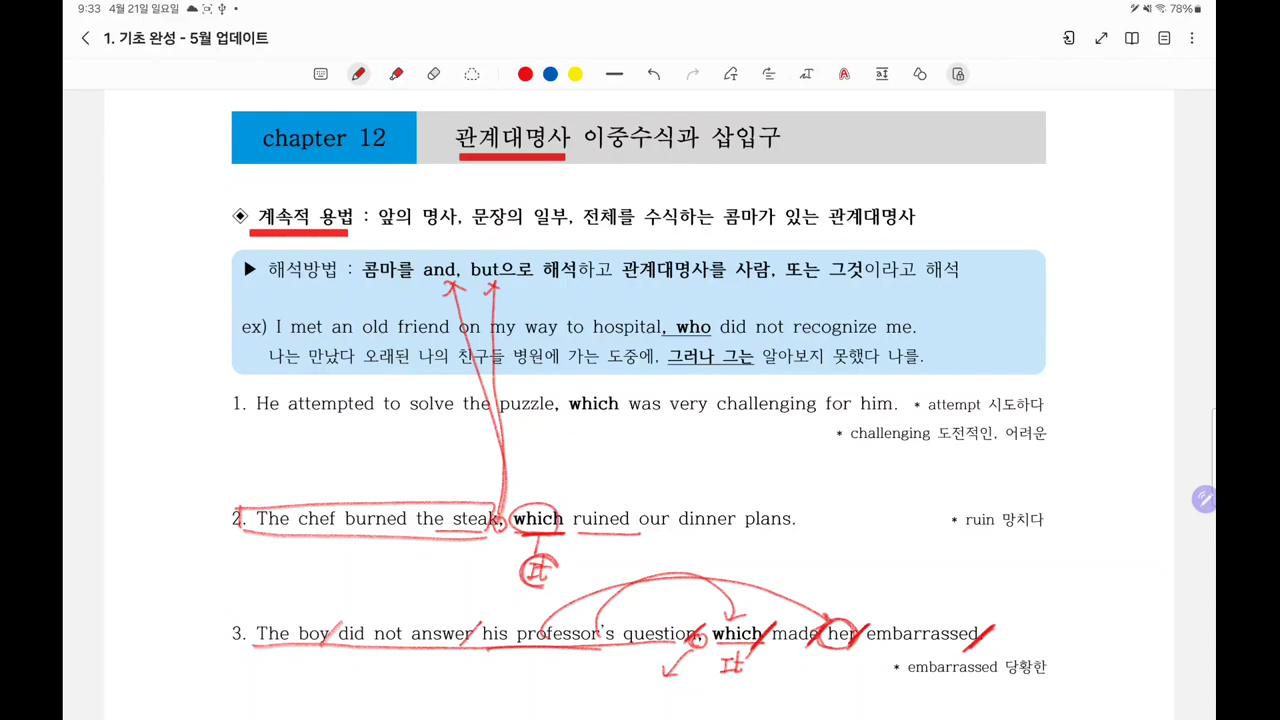 9:33 4월 21일 일요일
78%
1. 기초 완성 - 5월 업데이트
chapter 12 관계대명사 이중수식과 삽입구
◈ 계속적 용법 : 앞의 명사, 문장의 일부, 전체를 수식하는 콤마가 있는 관계대명사
▶ 해석방법 : 콤마를 and, but으로 해석하고 관계대명사를 사람, 또는 그것이라고 해석
ex) I met an old friend on my way to hospital, who did not recognize me.
나는 만났다 오래된 나의 친구들 병원에 가는 도중에, 그러나 그는 알아보지 못했다 나를.
1. He attempted to solve the puzzle, which was very challenging for him. * attempt 시도하다
* challenging 도전적인, 어려운
2. The chef burned the steak, which ruined our dinner plans. * ruin 망치다
It
3. The boy did not answer his professor's question, which made her embarrassed.
It
* embarrassed 당황한